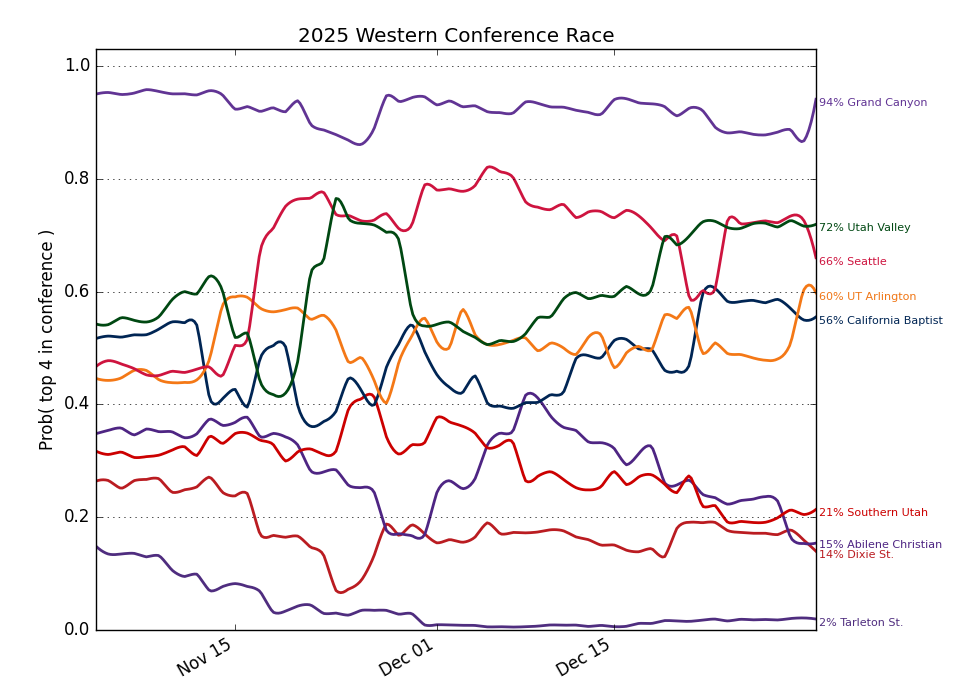 2025 Western Conference Race
Prob( top 4 in conference )
1.0
0.8
0.6
0.4
0.2
0.0
Nov 15
Dec 01
Dec 15
94% Grand Canyon
72% Utah Valley
66% Seattle
60% UT Arlington
56% California Baptist
21% Southern Utah
15% Abilene Christian
14% Dixie St.
2% Tarleton St.